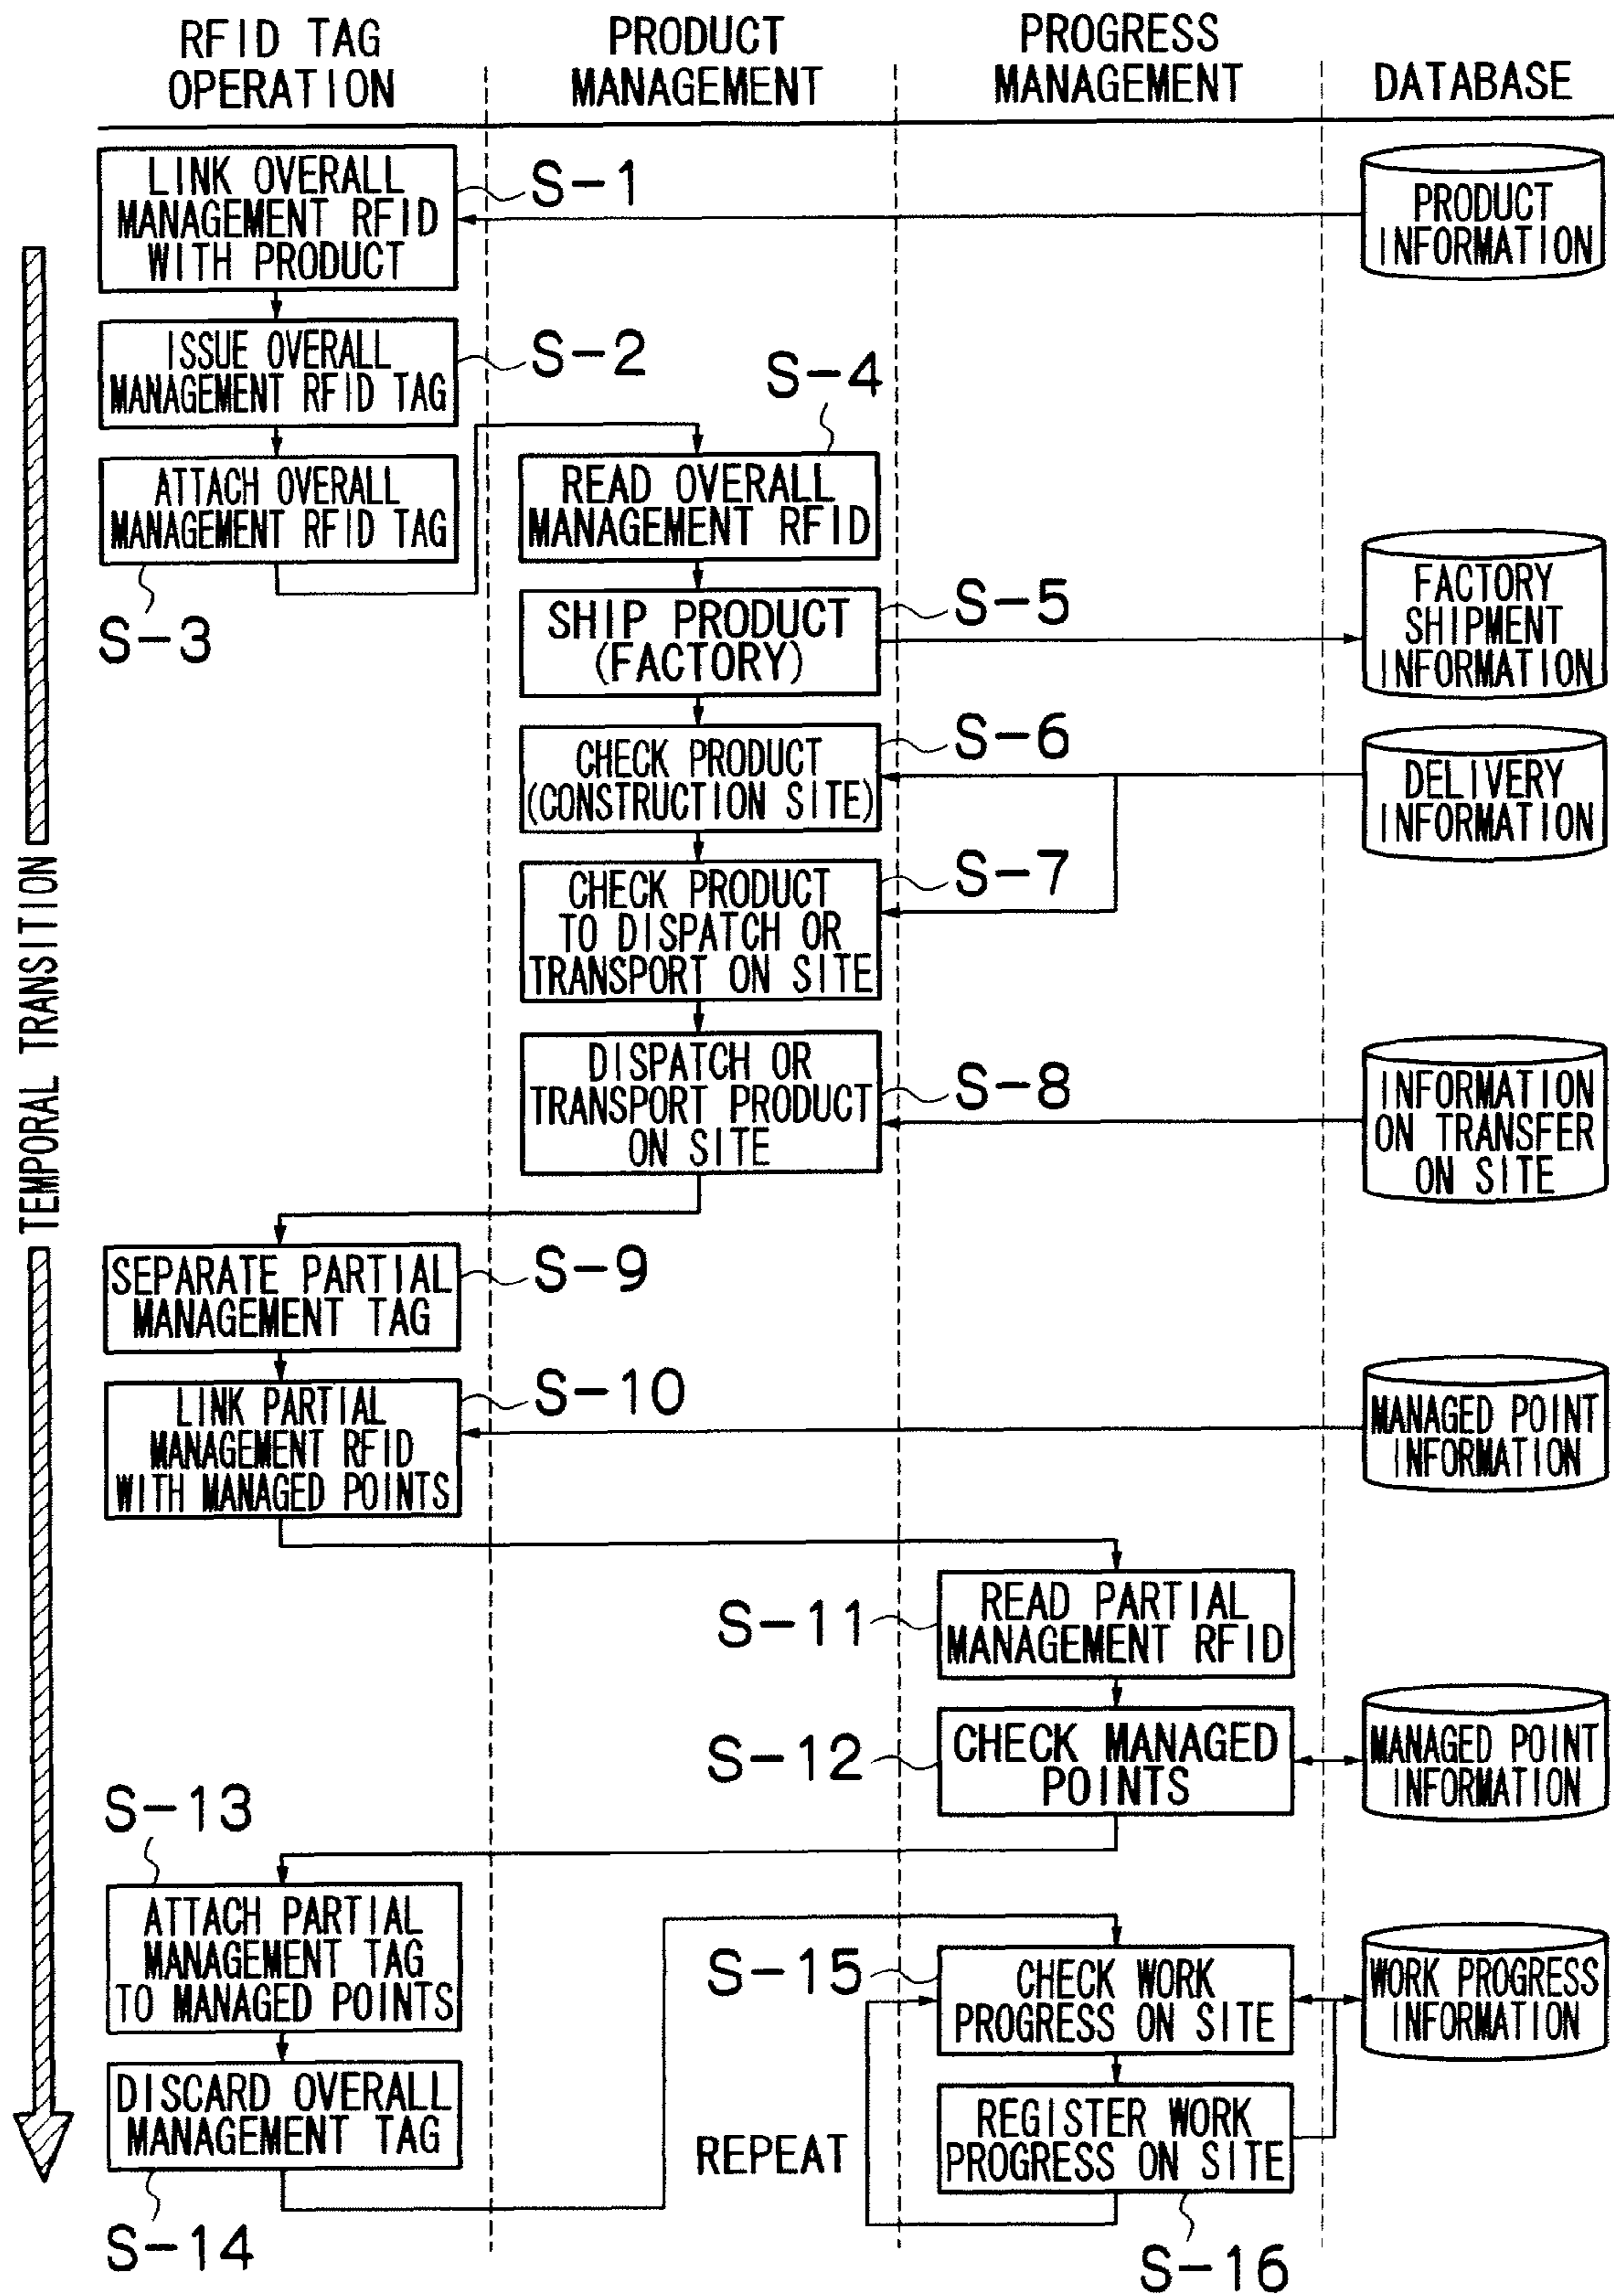 RFID TAG
OPERATION
PRODUCT
MANAGEMENT
PROGRESS
MANAGEMENT
DATABASE
LINK OVERALL
MANAGEMENT RFID
WITH PRODUCT
S-1
PRODUCT
INFORMATION
ISSUE OVERALL
MANAGEMENT RFID TAG
S-2
S-4
ATTACH OVERALL
MANAGEMENT RFID TAG
S-3
READ OVERALL
MANAGEMENT RFID
SHIP PRODUCT
(FACTORY)
S-5
FACTORY
SHIPMENT
INFORMATION
CHECK PRODUCT
(CONSTRUCTION SITE)
S-6
DELIVERY
INFORMATION
CHECK PRODUCT
TO DISPATCH OR
TRANSPORT ON SITE
S-7
TEMPORAL TRANSITION
DISPATCH OR
TRANSPORT PRODUCT
ON SITE
S-8
INFORMATION
ON TRANSFER
ON SITE
SEPARATE PARTIAL
MANAGEMENT TAG
S-9
LINK PARTIAL
MANAGEMENT RFID
WITH MANAGED POINTS
S-10
MANAGED POINT
INFORMATION
S-11
READ PARTIAL
MANAGEMENT RFID
S-12
CHECK MANAGED
POINTS
MANAGED POINT
INFORMATION
S-13
ATTACH PARTIAL
MANAGEMENT TAG
TO MANAGED POINTS
S-15
CHECK WORK
PROGRESS ON SITE
WORK PROGRESS
INFORMATION
DISCARD OVERALL
MANAGEMENT TAG
S-14
REPEAT
REGISTER WORK
PROGRESS ON SITE
S-16